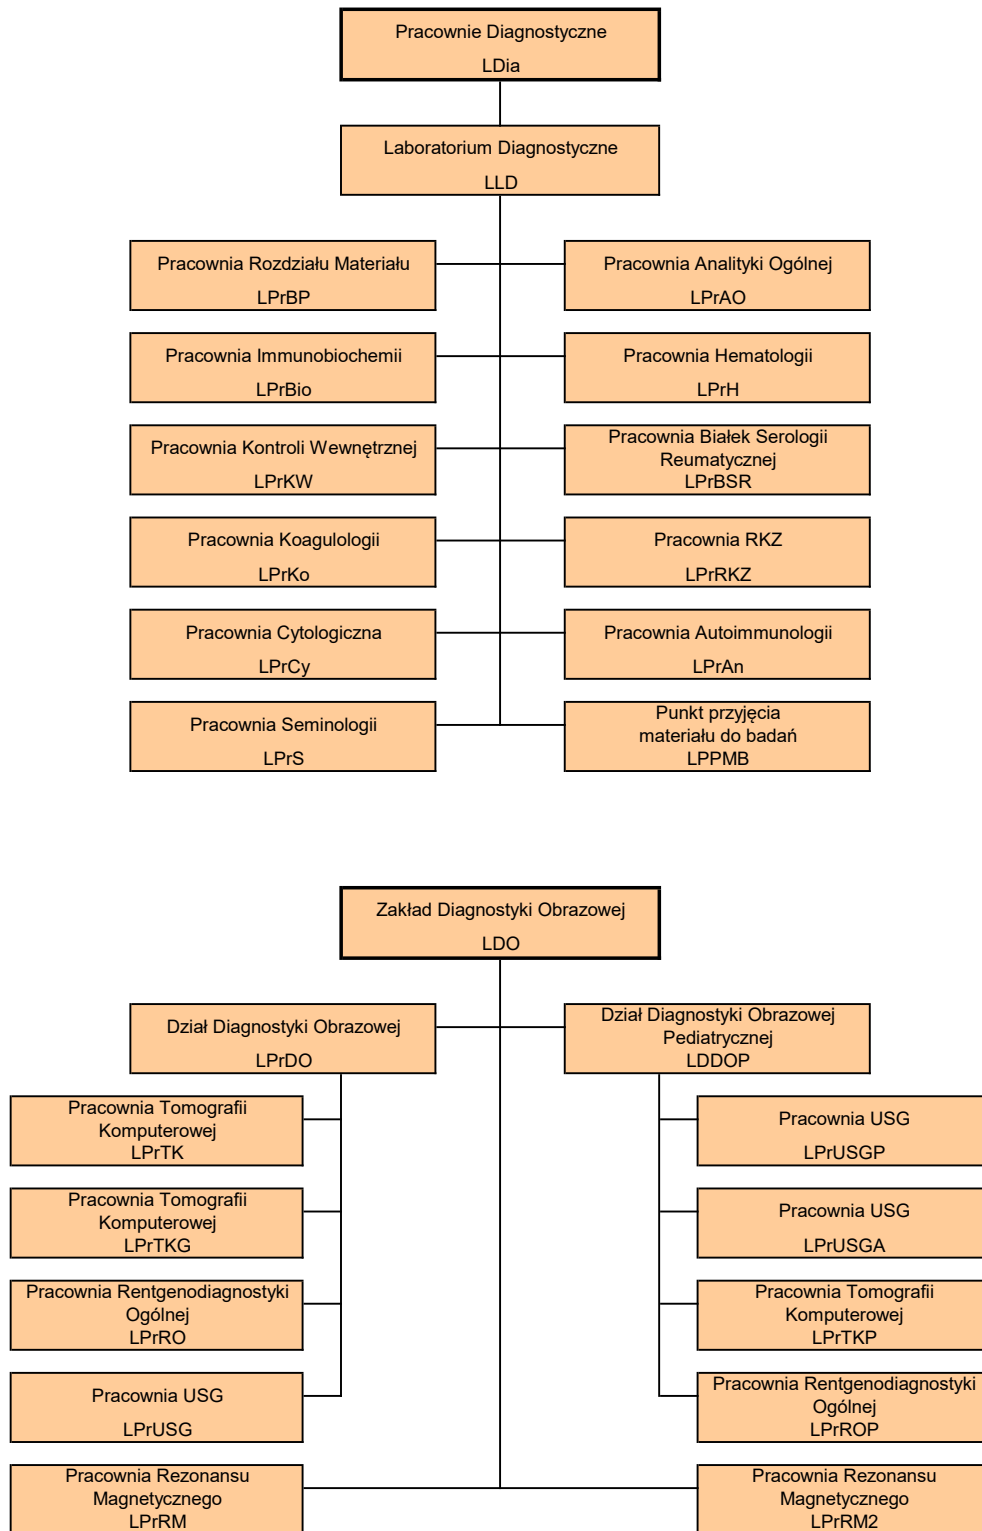 Pracownie Diagnostyczne
LDia
Laboratorium Diagnostyczne
LLD
Pracownia Rozdziału Materiału
LPrBP
Pracownia Analityki Ogólnej
LPrAO
Pracownia Immunobiochemii
LPrBio
Pracownia Hematologii
LPrH
Pracownia Kontroli Wewnętrznej
LPrKW
Pracownia Białek Serologii
Reumatycznej
LPrBSR
Pracownia Koagulologii
LPrKo
Pracownia RKZ
LPrRKZ
Pracownia Cytologiczna
LPrCy
Pracownia Autoimmunologii
LPrAn
Pracownia Seminologii
LPrS
Punkt przyjęcia
materiału do badań
LPPMB
Zakład Diagnostyki Obrazowej
LDO
Dział Diagnostyki Obrazowej
LPrDO
Dział Diagnostyki Obrazowej
Pediatrycznej
LDDOP
Pracownia Tomografii
Komputerowej
LPrTK
Pracownia USG
LPrUSGP
Pracownia Tomografii
Komputerowej
LPrTKG
Pracownia USG
LPrUSGA
Pracownia Rentgenodiagnostyki
Ogólnej
LPrRO
Pracownia Tomografii
Komputerowej
LPrTKP
Pracownia USG
LPrUSG
Pracownia Rentgenodiagnostyki
Ogólnej
LPrROP
Pracownia Rezonansu
Magnetycznego
LPrRM
Pracownia Rezonansu
Magnetycznego
LPrRM2